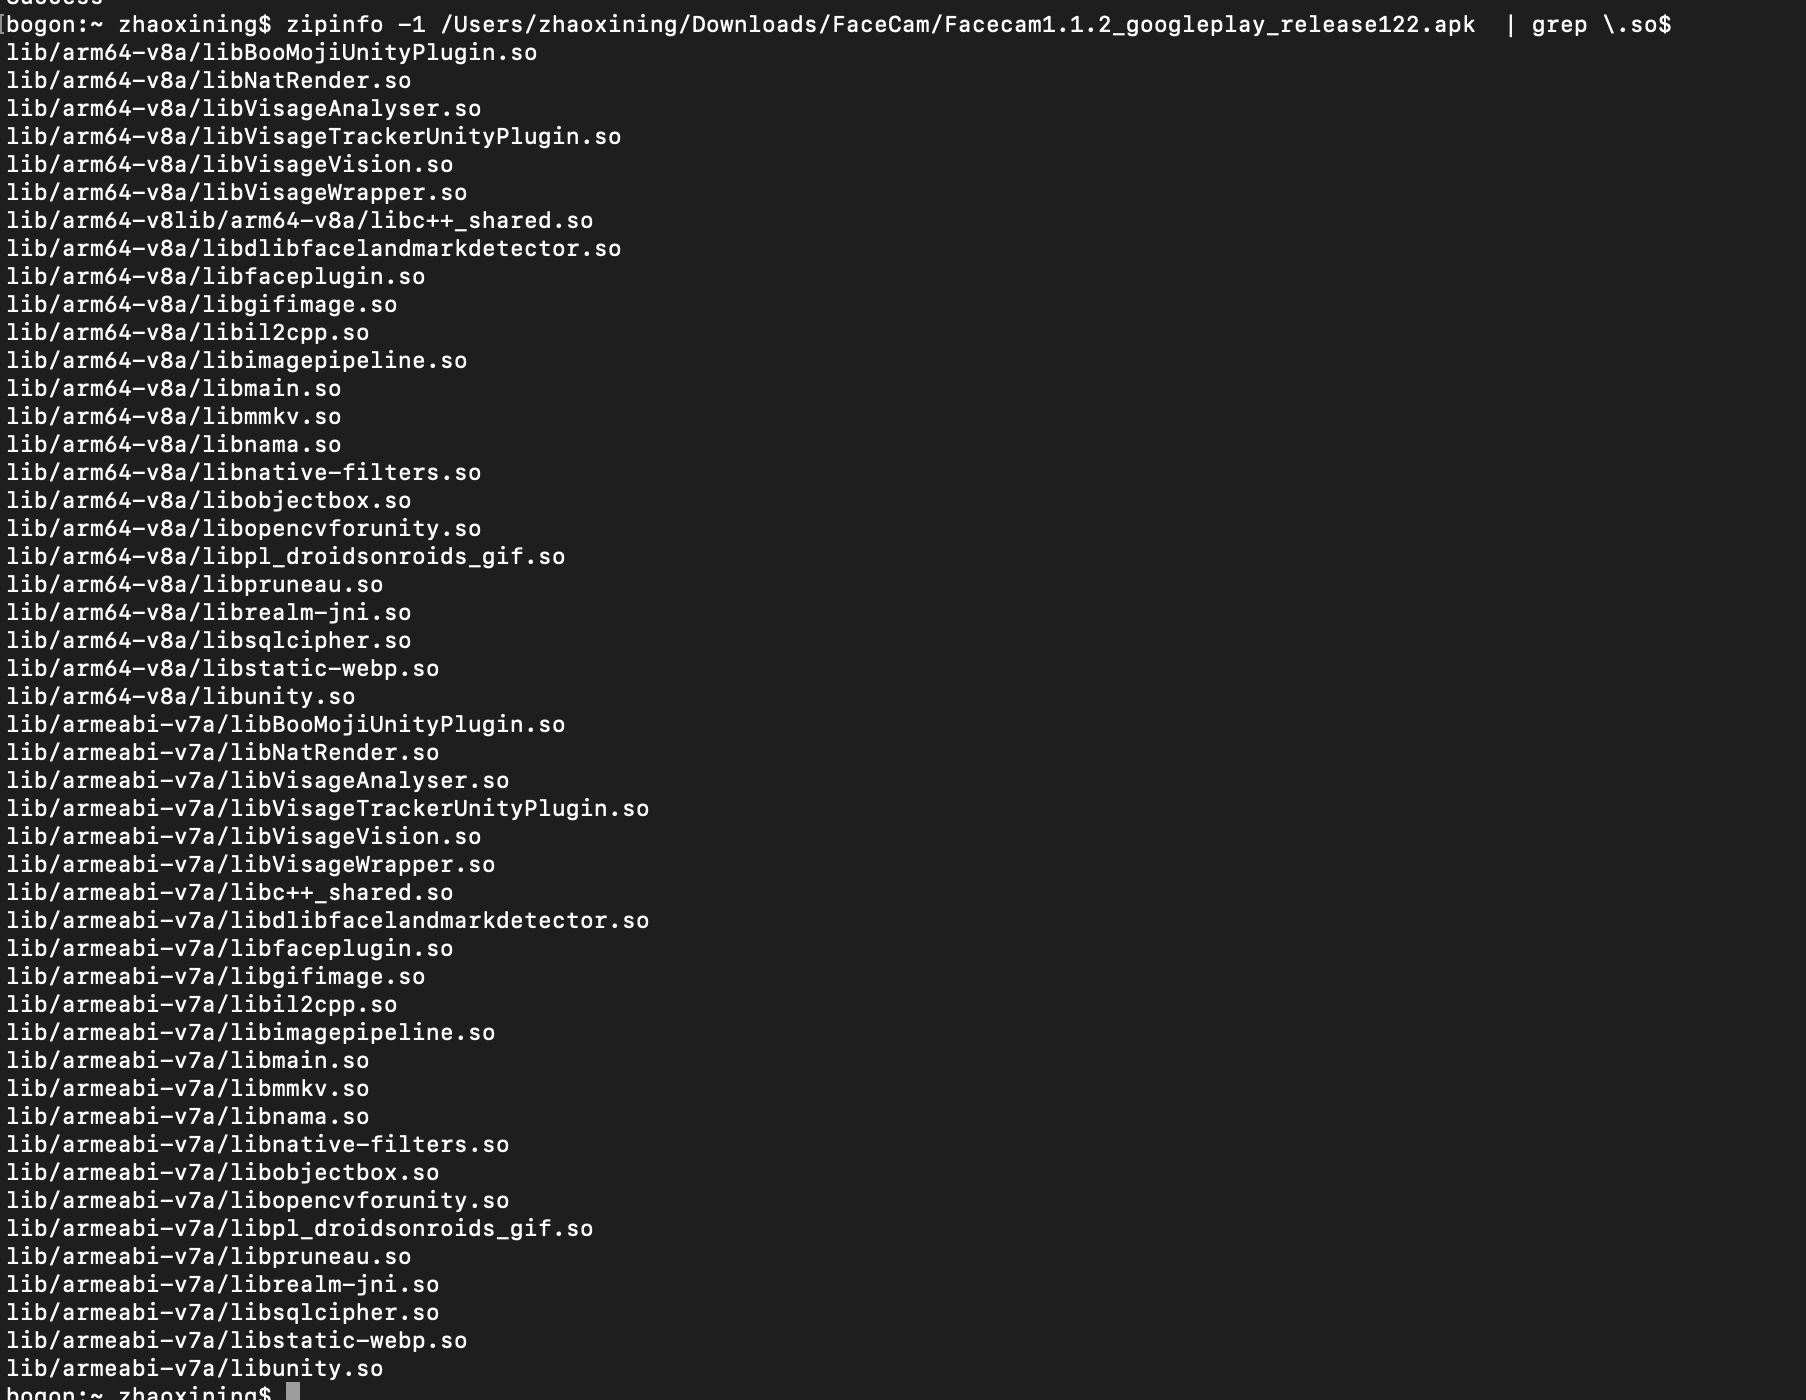 Success
bogon:~ zhaoxining$ zipinfo -1 /Users/zhaoxining/Downloads/FaceCam/Facecam1.1.2_googleplay_release122.apk  | grep \.so$
lib/arm64-v8a/libBooMojiUnityPlugin.so
lib/arm64-v8a/libNatRender.so
lib/arm64-v8a/libVisageAnalyser.so
lib/arm64-v8a/libVisageTrackerUnityPlugin.so
lib/arm64-v8a/libVisageVision.so
lib/arm64-v8a/libVisageWrapper.so
lib/arm64-v8lib/arm64-v8a/libc++_shared.so
lib/arm64-v8a/libdlibfacelandmarkdetector.so
lib/arm64-v8a/libfaceplugin.so
lib/arm64-v8a/libgifimage.so
lib/arm64-v8a/libil2cpp.so
lib/arm64-v8a/libimagepipeline.so
lib/arm64-v8a/libmain.so
lib/arm64-v8a/libmmkv.so
lib/arm64-v8a/libnama.so
lib/arm64-v8a/libnative-filters.so
lib/arm64-v8a/libobjectbox.so
lib/arm64-v8a/libopencvforunity.so
lib/arm64-v8a/libpl_droidsonroids_gif.so
lib/arm64-v8a/libpruneau.so
lib/arm64-v8a/librealm-jni.so
lib/arm64-v8a/libsqlcipher.so
lib/arm64-v8a/libstatic-webp.so
lib/arm64-v8a/libunity.so
lib/armeabi-v7a/libBooMojiUnityPlugin.so
lib/armeabi-v7a/libNatRender.so
lib/armeabi-v7a/libVisageAnalyser.so
lib/armeabi-v7a/libVisageTrackerUnityPlugin.so
lib/armeabi-v7a/libVisageVision.so
lib/armeabi-v7a/libVisageWrapper.so
lib/armeabi-v7a/libc++_shared.so
lib/armeabi-v7a/libdlibfacelandmarkdetector.so
lib/armeabi-v7a/libfaceplugin.so
lib/armeabi-v7a/libgifimage.so
lib/armeabi-v7a/libil2cpp.so
lib/armeabi-v7a/libimagepipeline.so
lib/armeabi-v7a/libmain.so
lib/armeabi-v7a/libmmkv.so
lib/armeabi-v7a/libnama.so
lib/armeabi-v7a/libnative-filters.so
lib/armeabi-v7a/libobjectbox.so
lib/armeabi-v7a/libopencvforunity.so
lib/armeabi-v7a/libpl_droidsonroids_gif.so
lib/armeabi-v7a/libpruneau.so
lib/armeabi-v7a/librealm-jni.so
lib/armeabi-v7a/libsqlcipher.so
lib/armeabi-v7a/libstatic-webp.so
lib/armeabi-v7a/libunity.so
bogon:~ zhaoxining$